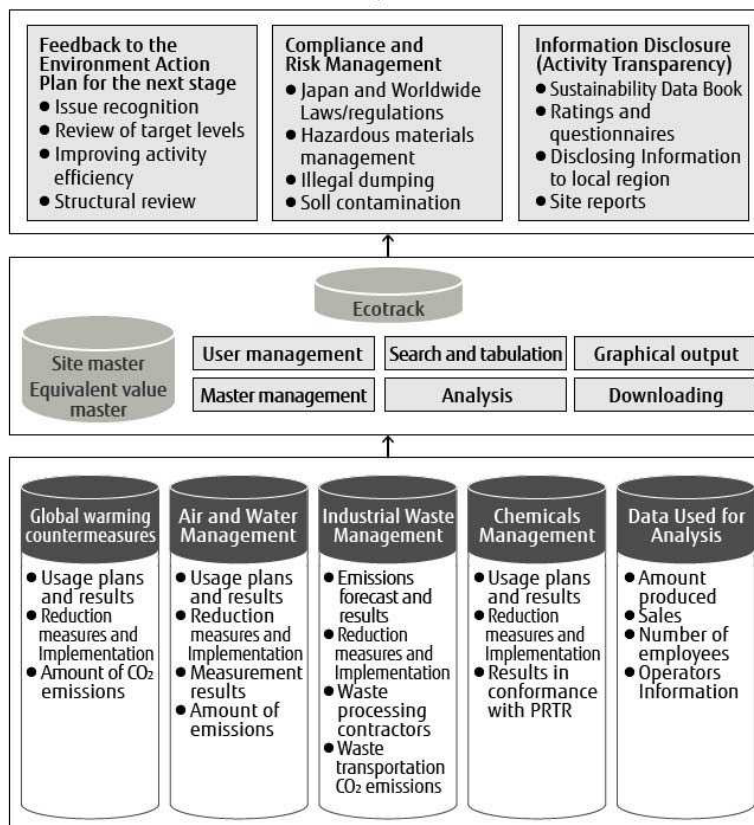 Feedback to the
Environment Action
Plan for the next stage
● Issue recognition
● Review of target levels
● Improving activity
efficiency
● Structural review
Compliance and
Risk Management
● Japan and Worldwide
Laws/regulations
● Hazardous materials
management
● Illegal dumping
● Soll contamination
Information Disclosure
(Activity Transparency)
● Sustainability Data Book
● Ratings and
questionnaires
● Disclosing Information
to local region
● Site reports
Ecotrack
Site master
Equivalent value
master
User management
Search and tabulation
Graphical output
Master management
Analysis
Downloading
Global warming
countermeasures
● Usage plans
and results
● Reduction
measures and
Implementation
● Amount of CO₂
emissions
Air and Water
Management
● Usage plans
and results
● Reduction
measures and
Implementation
● Measurement
results
● Amount of
emissions
Industrial Waste
Management
● Emissions
forecast and
results
● Reduction
measures and
Implementation
● Waste
processing
contractors
● Waste
transportation
CO₂ emissions
Chemicals
Management
● Usage plans
and results
● Reduction
measures and
Implementation
● Results in
conformance
with PRTR
Data Used for
Analysis
● Amount
produced
● Sales
● Number of
employees
● Operators
Information